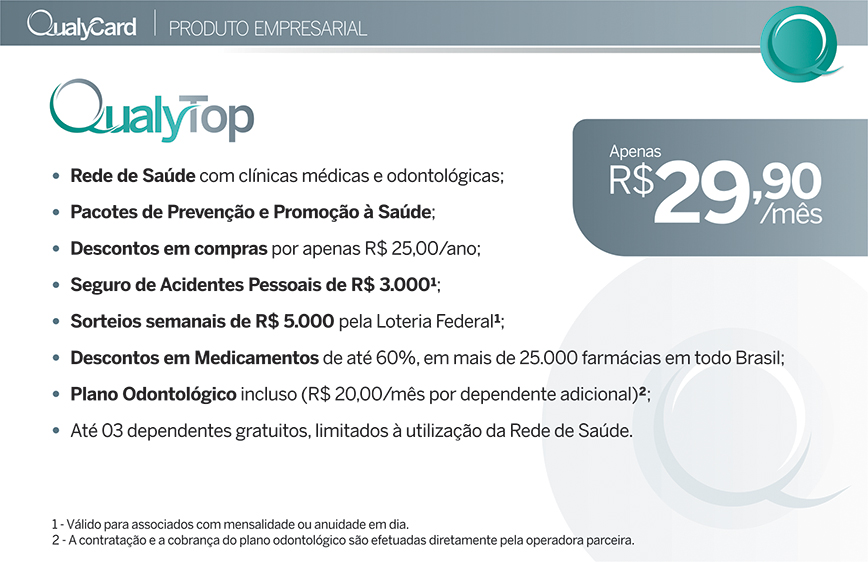 QualyCard | PRODUTO EMPRESARIAL
QualyTop
Apenas
R$29,90
/mês
• Rede de Saúde com clínicas médicas e odontológicas;
• Pacotes de Prevenção e Promoção à Saúde;
• Descontos em compras por apenas R$ 25,00/ano;
• Seguro de Acidentes Pessoais de R$ 3.000¹;
• Sorteios semanais de R$ 5.000 pela Loteria Federal¹;
• Descontos em Medicamentos de até 60%, em mais de 25.000 farmácias em todo Brasil;
• Plano Odontológico incluso (R$ 20,00/mês por dependente adicional)²;
• Até 03 dependentes gratuitos, limitados à utilização da Rede de Saúde.
1 - Válido para associados com mensalidade ou anuidade em dia.
2 - A contratação e a cobrança do plano odontológico são efetuadas diretamente pela operadora parceira.